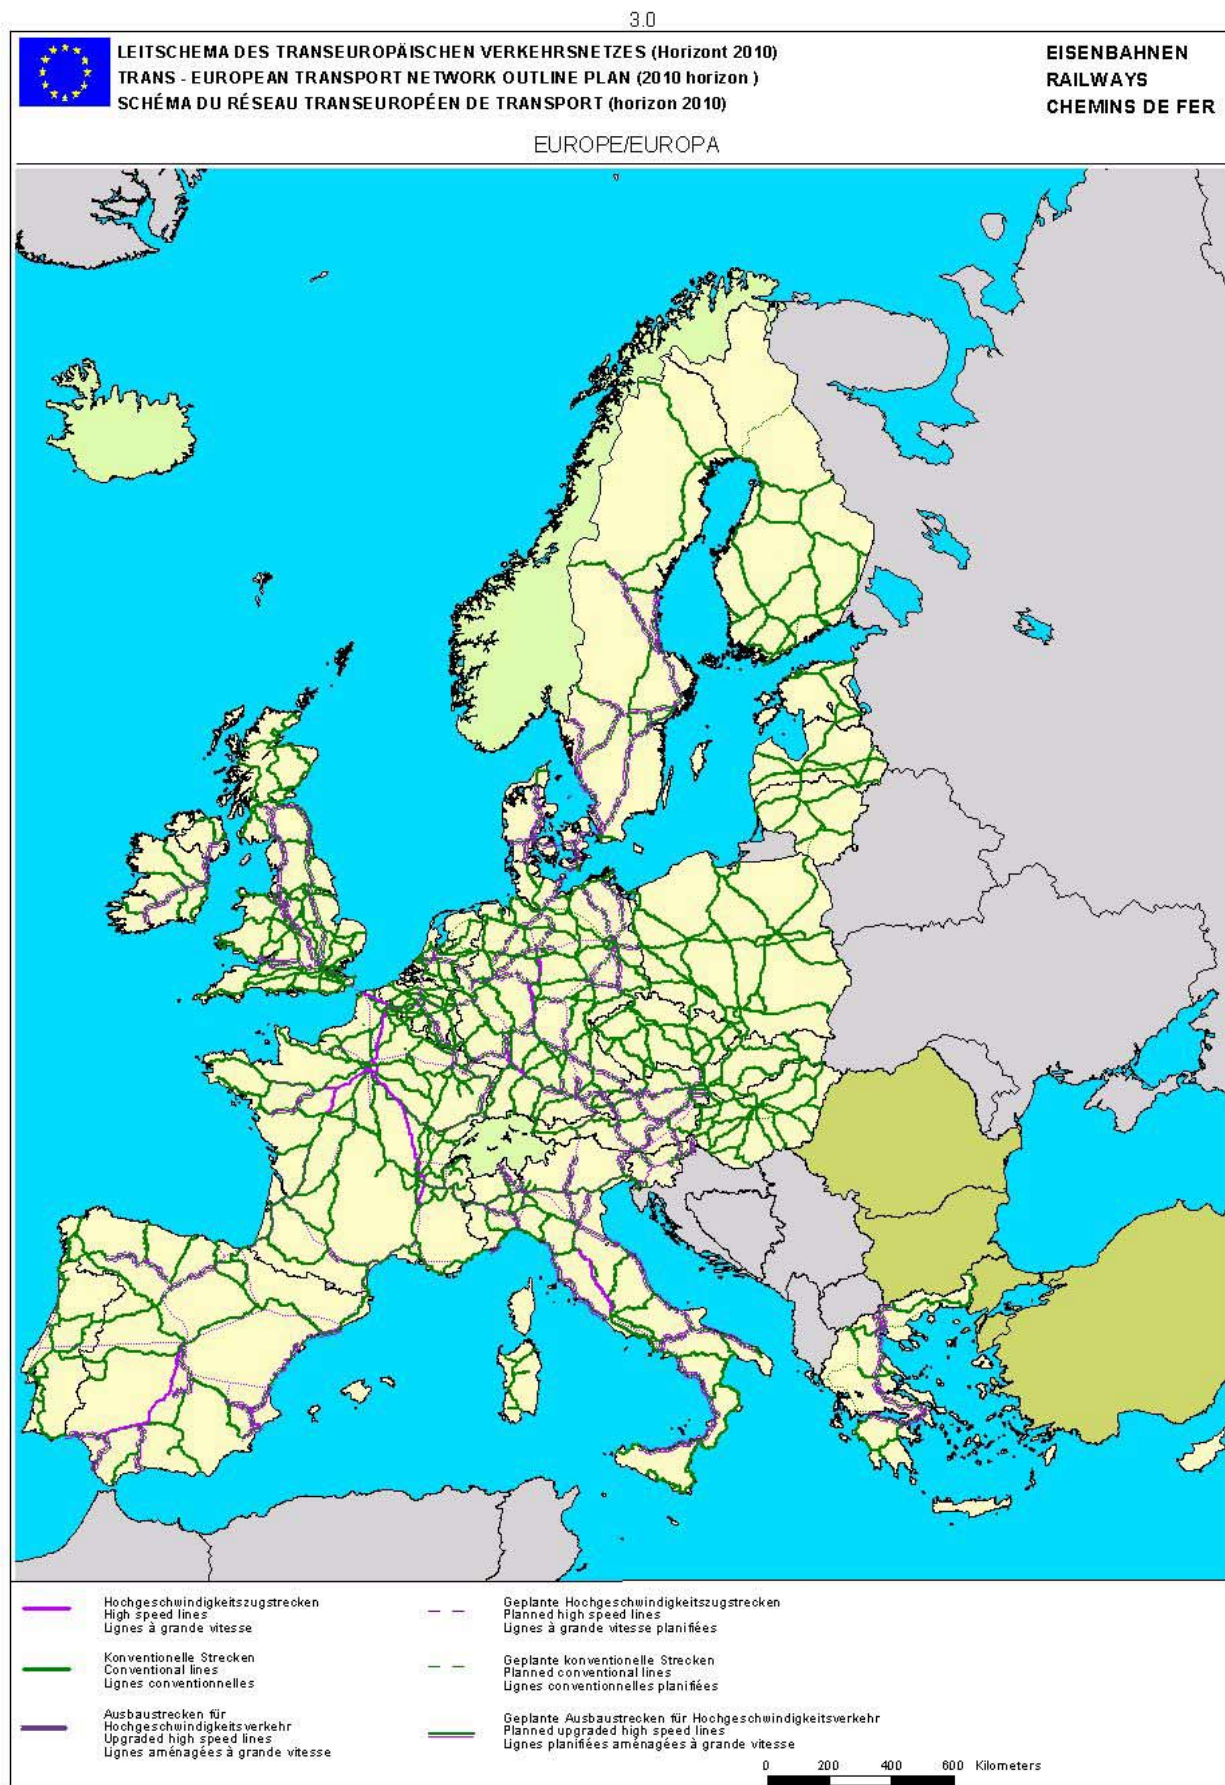 3.0
LEITSCHEMA DES TRANSEUROPÄISCHEN VERKEHRSNETZES (Horizont 2010)
TRANS - EUROPEAN TRANSPORT NETWORK OUTLINE PLAN (2010 horizon )
SCHÉMA DU RÉSEAU TRANSEUROPÉEN DE TRANSPORT (horizon 2010)
EISENBAHNEN
RAILWAYS
CHEMINS DE FER
EUROPE/EUROPA
Hochgeschwindigkeitszugstrecken
High speed lines
Lignes à grande vitesse
Konventionelle Strecken
Conventional lines
Lignes conventionnelles
Ausbaustrecken für
Hochgeschwindigkeitsverkehr
Upgraded high speed lines
Lignes aménagées à grande vitesse
Geplante Hochgeschwindigkeitszugstrecken
Planned high speed lines
Lignes à grande vitesse planifiées
Geplante konventionelle Strecken
Planned conventional lines
Lignes conventionnelles planifiées
Geplante Ausbaustrecken für Hochgeschwindigkeitsverkehr
Planned upgraded high speed lines
Lignes planifiées aménagées à grande vitesse
0 200 400 600 Kilometers